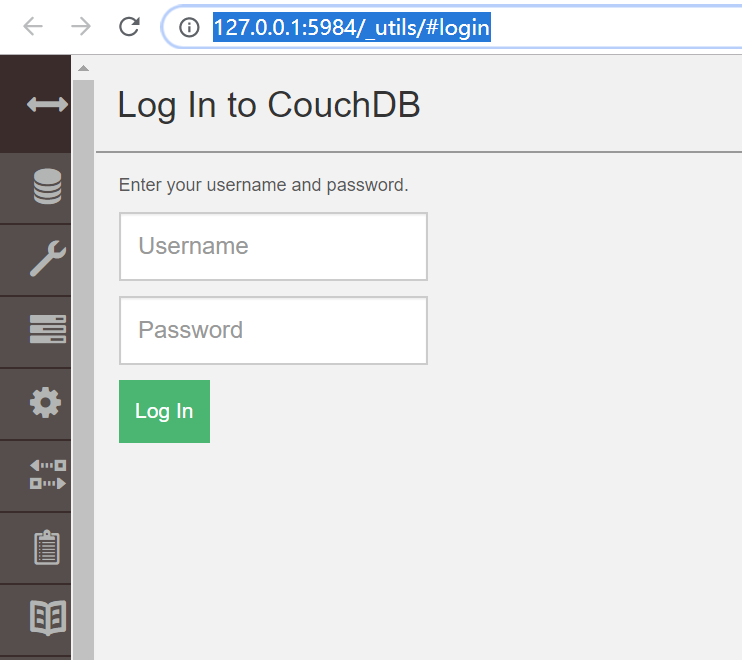 127.0.0.1:5984/_utils/#login
Log In to CouchDB
Enter your username and password.
Username
Password
Log In